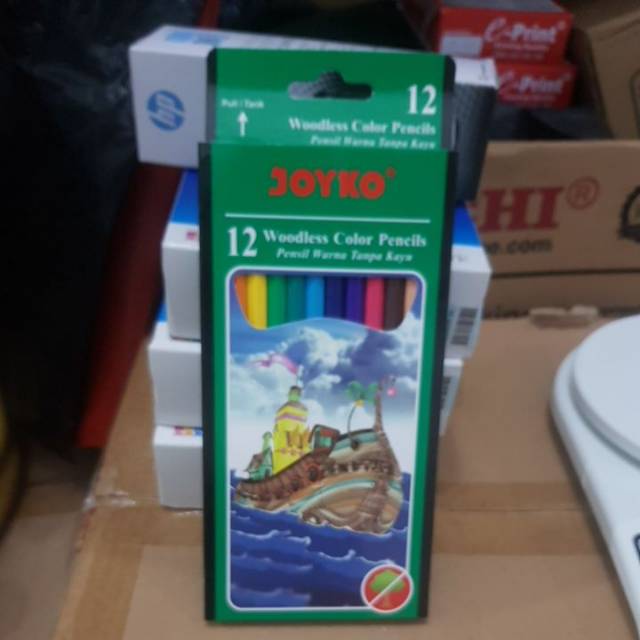 Pull / Tarik
12
Woodless Color Pencils
Pensil Warna Tanpa Kayu
JOYKO®
12 Woodless Color Pencils
Pensil Warna Tanpa Kayu
hp
e-Print®
e-Print
HI®
e.com